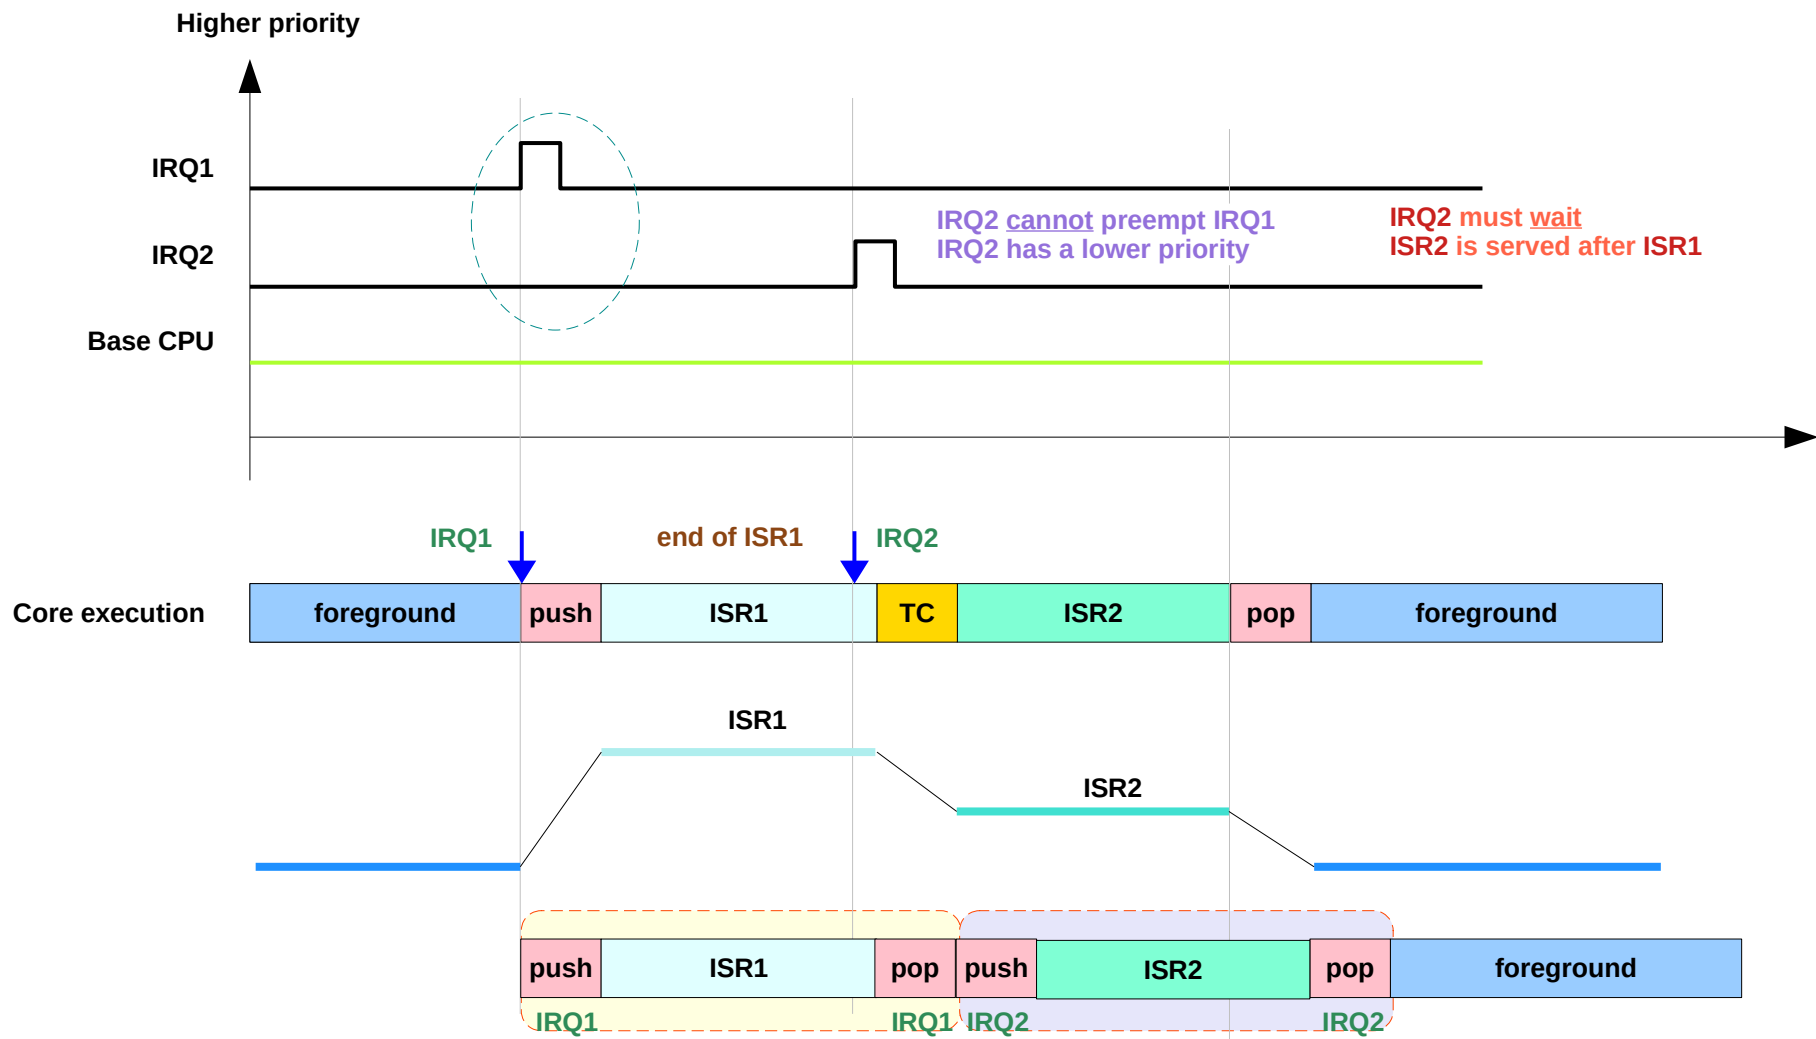 Higher priority
IRQ1
IRQ2
IRQ2 cannot preempt IRQ1
IRQ2 has a lower priority
IRQ2 must wait
ISR2 is served after ISR1
Base CPU
IRQ1
end of ISR1
IRQ2
Core execution
foreground
push
ISR1
TC
ISR2
pop
foreground
ISR1
ISR2
push
ISR1
pop
push
ISR2
pop
foreground
IRQ1
IRQ1
IRQ2
IRQ2